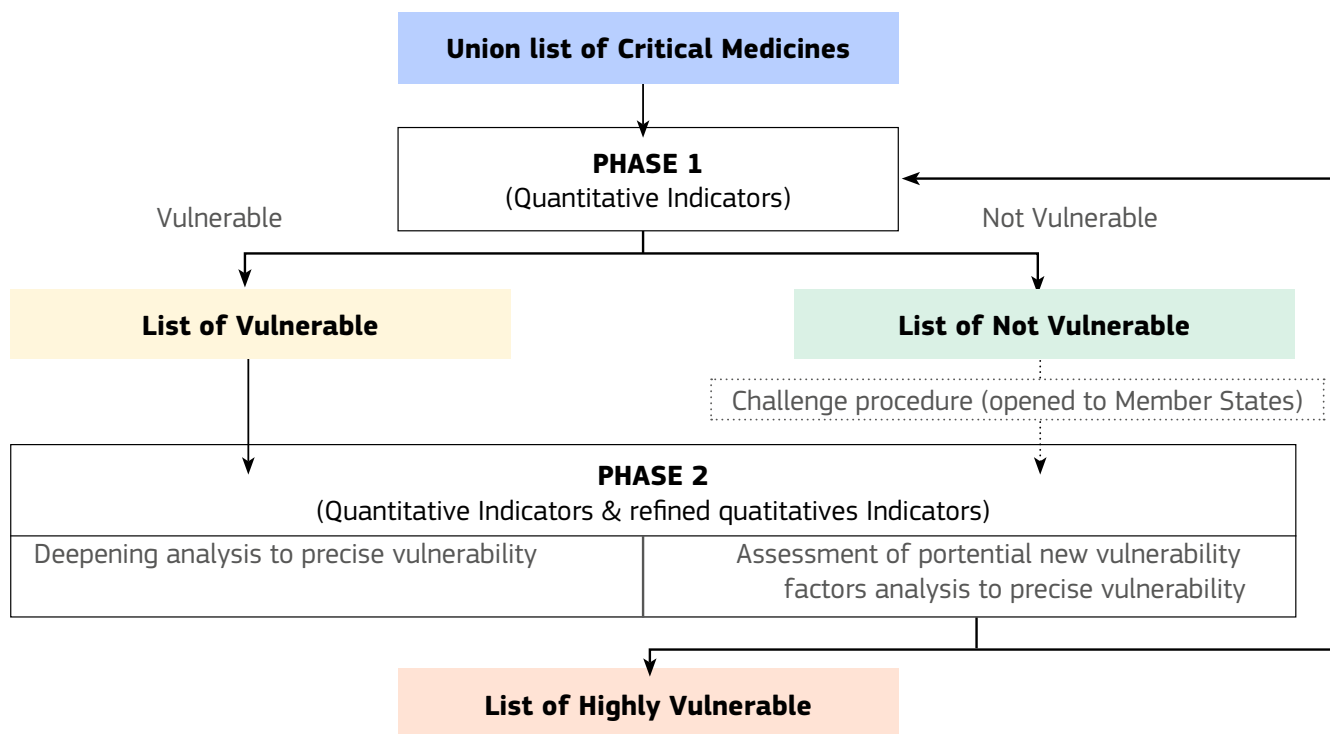 Union list of Critical Medicines
PHASE 1
(Quantitative Indicators)
Vulnerable
Not Vulnerable
List of Vulnerable
List of Not Vulnerable
Challenge procedure (opened to Member States)
PHASE 2
(Quantitative Indicators & refined quatitatives Indicators)
Deepening analysis to precise vulnerability
Assessment of portential new vulnerability
factors analysis to precise vulnerability
List of Highly Vulnerable